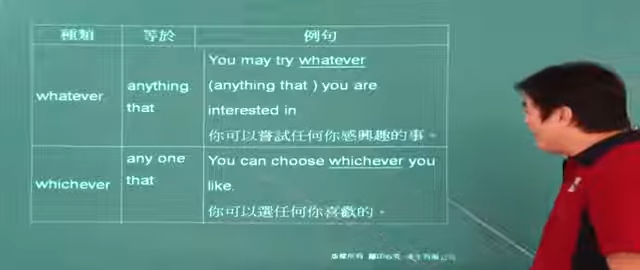 種類 等於 例句
You may try whatever
whatever anything that (anything that ) you are
interested in
你可以嘗試任何你感興趣的事。
whichever any one that You can choose whichever you
like.
你可以選任何你喜歡的。